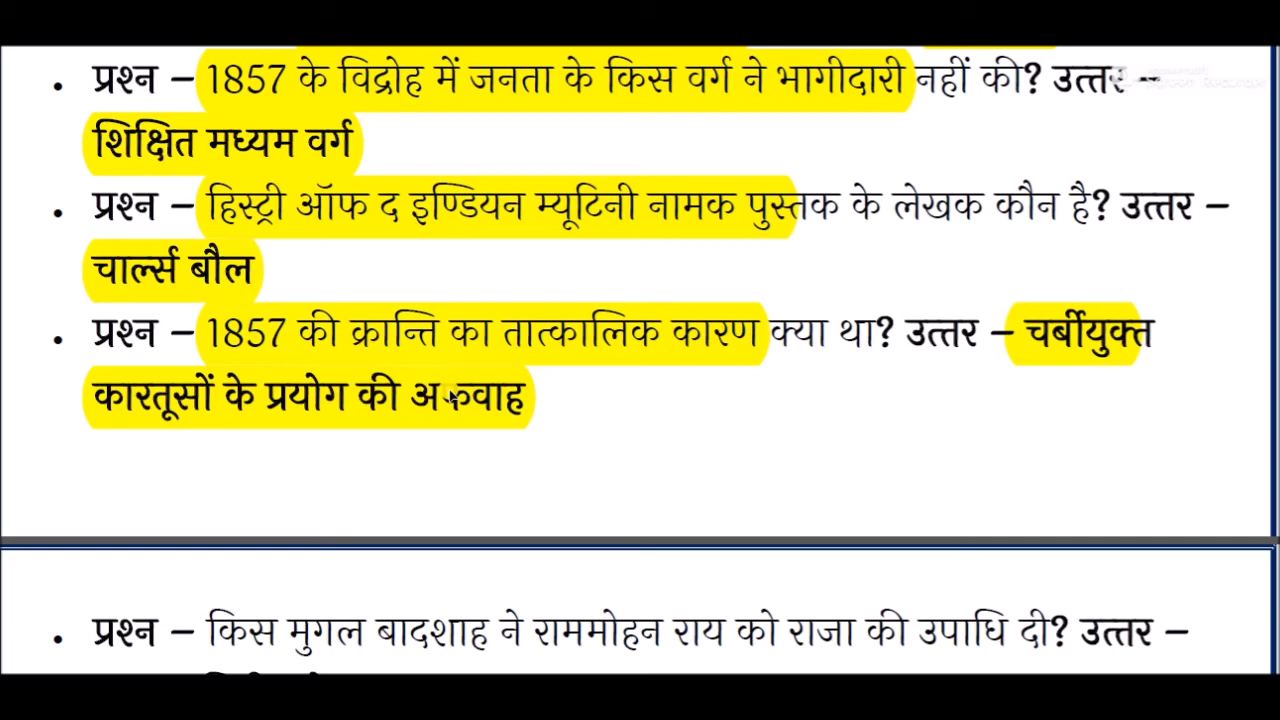 • प्रश्न – 1857 के विद्रोह में जनता के किस वर्ग ने भागीदारी नहीं की? उत्तर –
शिक्षित मध्यम वर्ग
• प्रश्न – हिस्ट्री ऑफ द इण्डियन म्यूटिनी नामक पुस्तक के लेखक कौन है? उत्तर –
चार्ल्स बौल
• प्रश्न – 1857 की क्रान्ति का तात्कालिक कारण क्या था? उत्तर – चर्बीयुक्त
कारतूसों के प्रयोग की अफवाह
• प्रश्न – किस मुगल बादशाह ने राममोहन राय को राजा की उपाधि दी? उत्तर –